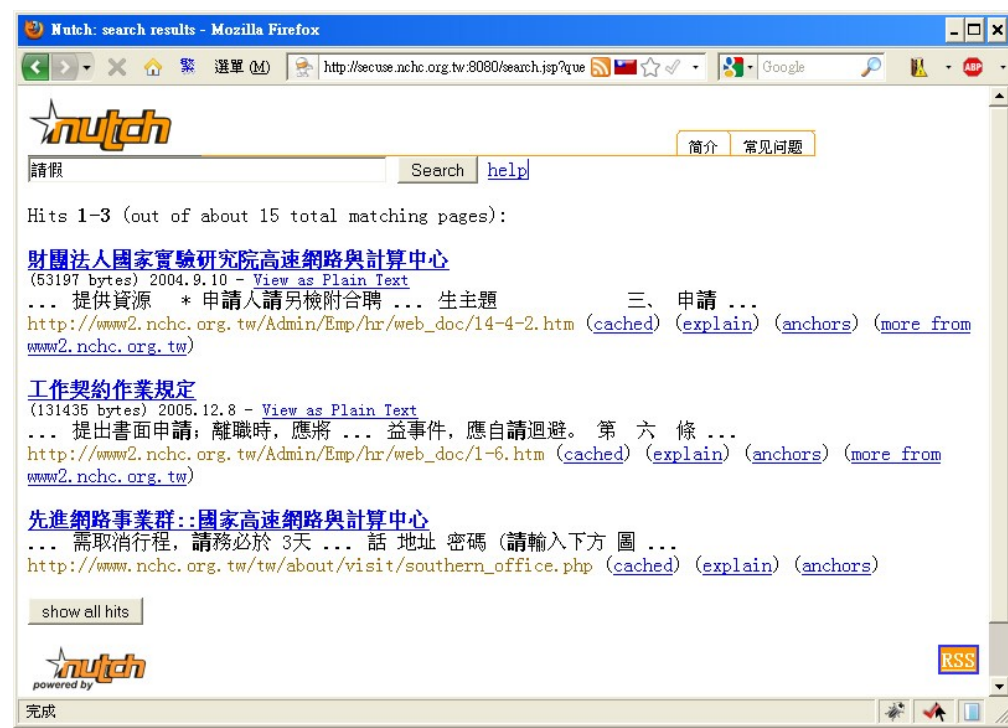 Nutch: search results - Mozilla Firefox
繁 選單(M) http://secuse.nchc.org.tw:8080/search.jsp?que Google ABP
nutch
简介 常见问题
請假 Search help
Hits 1-3 (out of about 15 total matching pages):
財團法人國家實驗研究院高速網路與計算中心
(53197 bytes) 2004.9.10 - View as Plain Text
... 提供資源 * 申請人請另檢附合聘 ... 生主題 三、 申請 ...
http://www2.nchc.org.tw/Admin/Emp/hr/web_doc/14-4-2.htm (cached) (explain) (anchors) (more from
www2.nchc.org.tw)
工作契約作業規定
(131435 bytes) 2005.12.8 - View as Plain Text
... 提出書面申請; 離職時, 應將 ... 益事件, 應自請迴避。 第 六 條 ...
http://www2.nchc.org.tw/Admin/Emp/hr/web_doc/1-6.htm (cached) (explain) (anchors) (more from
www2.nchc.org.tw)
先進網路事業群::國家高速網路與計算中心
... 需取消行程, 請務必於 3天 ... 話 地址 密碼 (請輸入下方 圖 ...
http://www.nchc.org.tw/tw/about/visit/southern_office.php (cached) (explain) (anchors)
show all hits
powered by nutch
RSS
完成